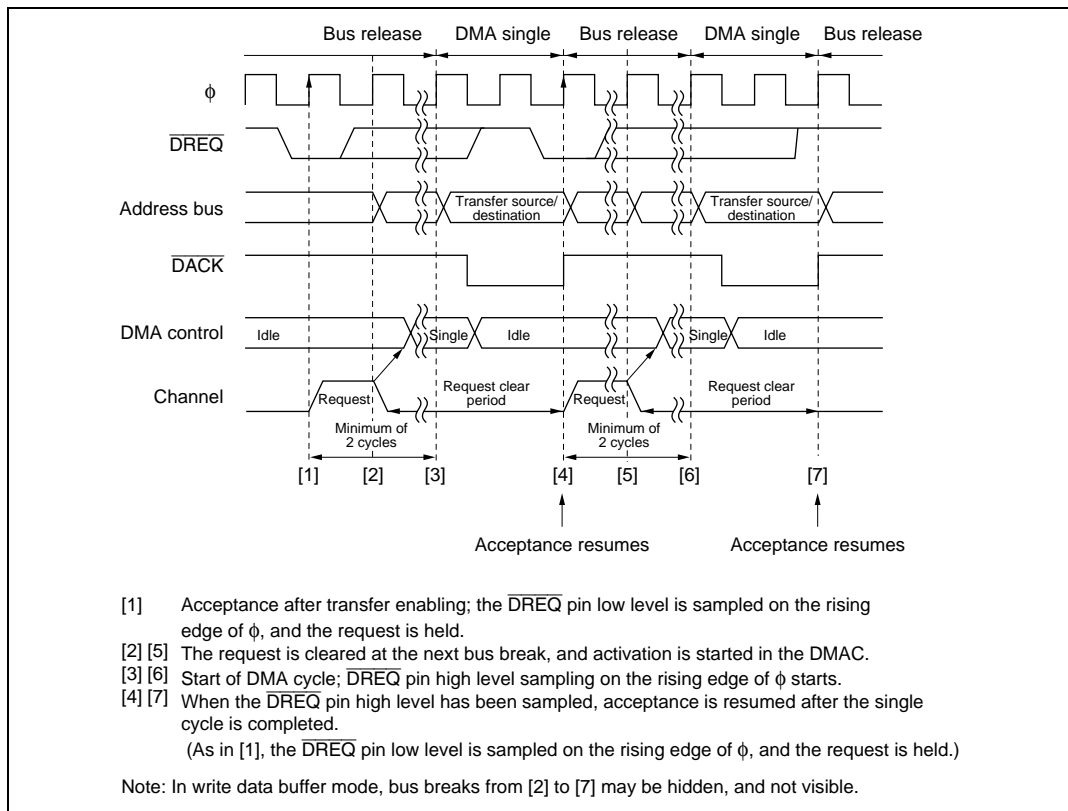 Bus release DMA single Bus release DMA single Bus release
ϕ
DREQ
Address bus Transfer source/ destination Transfer source/ destination
DACK
DMA control Idle Single Idle Single Idle
Channel Request Request clear period Request Request clear period
Minimum of 2 cycles Minimum of 2 cycles
[1] [2] [3] [4] [5] [6] [7]
Acceptance resumes Acceptance resumes
[1] Acceptance after transfer enabling; the DREQ pin low level is sampled on the rising
edge of ϕ, and the request is held.
[2] [5] The request is cleared at the next bus break, and activation is started in the DMAC.
[3] [6] Start of DMA cycle; DREQ pin high level sampling on the rising edge of ϕ starts.
[4] [7] When the DREQ pin high level has been sampled, acceptance is resumed after the single
cycle is completed.
(As in [1], the DREQ pin low level is sampled on the rising edge of ϕ, and the request is held.)
Note: In write data buffer mode, bus breaks from [2] to [7] may be hidden, and not visible.